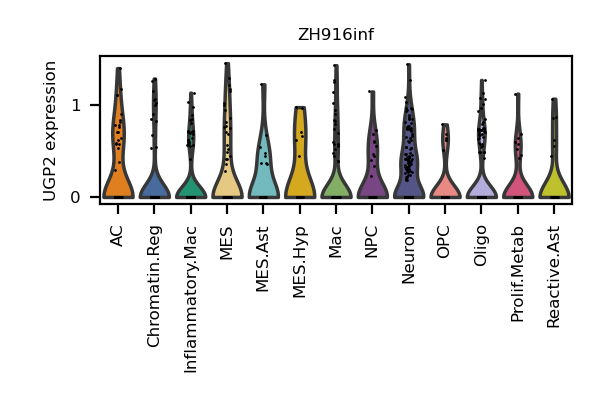 ZH916inf
UGP2 expression
1
0
AC
Chromatin.Reg
Inflammatory.Mac
MES
MES.Ast
MES.Hyp
Mac
NPC
Neuron
OPC
Oligo
Prolif.Metab
Reactive.Ast